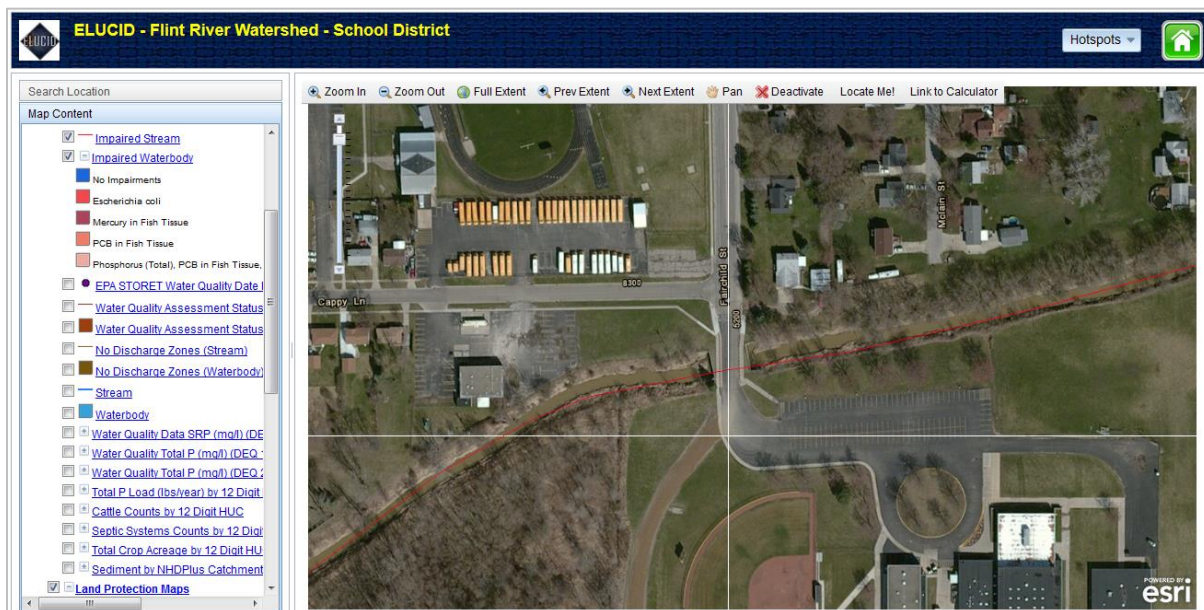 ELUCID
ELUCID - Flint River Watershed - School District
Hotspots
Search Location
Map Content
Impaired Stream
Impaired Waterbody
No Impairments
Escherichia coli
Mercury in Fish Tissue
PCB in Fish Tissue
Phosphorus (Total), PCB in Fish Tissue,
EPA STORET Water Quality Date
Water Quality Assessment Status
Water Quality Assessment Status
No Discharge Zones (Stream)
No Discharge Zones (Waterbody)
Stream
Waterbody
Water Quality Data SRP (mg/l) (DE
Water Quality Total P (mg/l) (DEQ
Water Quality Total P (mg/l) (DEQ 2
Total P Load (lbs/year) by 12 Digit
Cattle Counts by 12 Digit HUC
Septic Systems Counts by 12 Digi
Total Crop Acreage by 12 Digit HU
Sediment by NHDPlus Catchment
Land Protection Maps
Zoom In Zoom Out Full Extent Prev Extent Next Extent Pan Deactivate Locate Me! Link to Calculator
Mclain St
Fairchild St
8300
Cappy Ln
6200
POWERED BY
esri